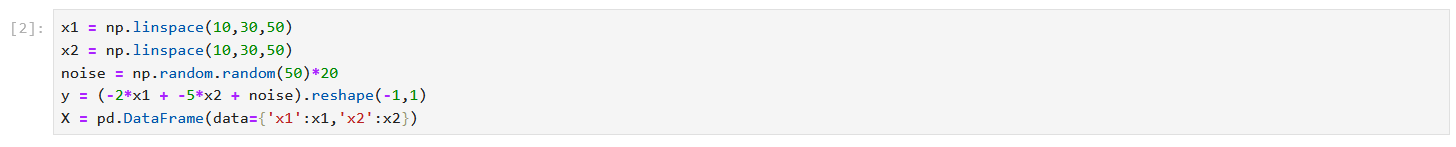 [2]: x1 = np.linspace(10,30,50)
x2 = np.linspace(10,30,50)
noise = np.random.random(50)*20
y = (-2*x1 + -5*x2 + noise).reshape(-1,1)
X = pd.DataFrame(data={'x1':x1,'x2':x2})